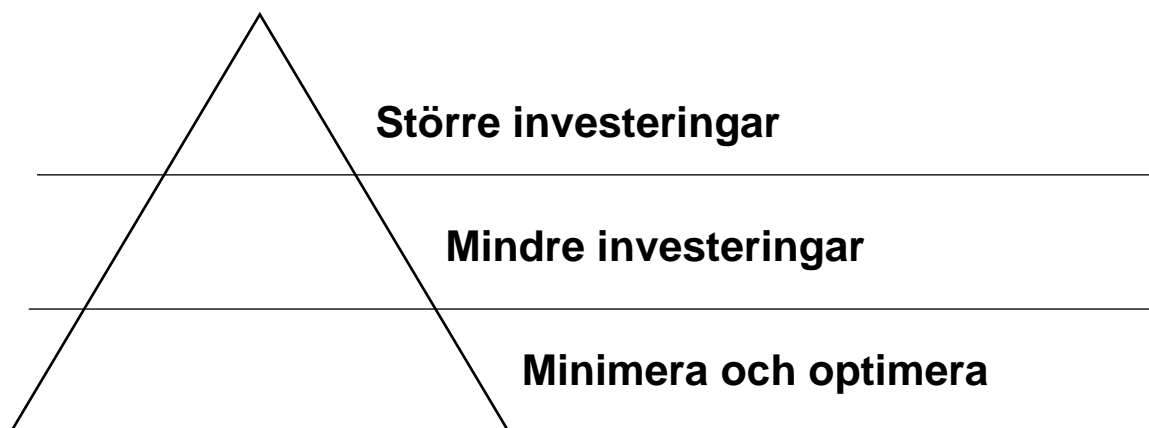 Större investeringar
Mindre investeringar
Minimera och optimera